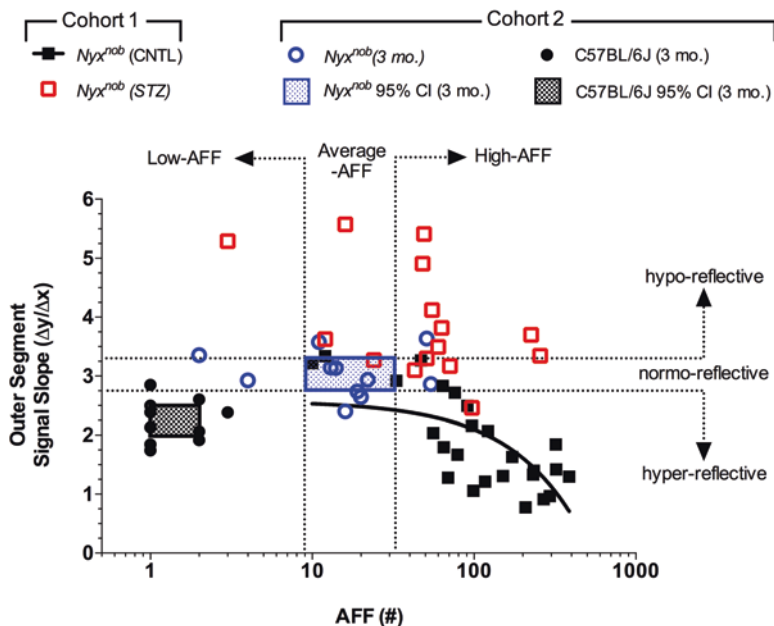 Cohort 1
Cohort 2
Nyxnob (CNTL)
Nyxnob (STZ)
Nyxnob(3 mo.)
Nyxnob 95% CI (3 mo.)
C57BL/6J (3 mo.)
C57BL/6J 95% CI (3 mo.)
Low-AFF
Average
-AFF
High-AFF
6
5
4
3
2
1
0
Outer Segment
Signal Slope (Δy/Δx)
hypo-reflective
normo-reflective
hyper-reflective
1
10
100
1000
AFF (#)